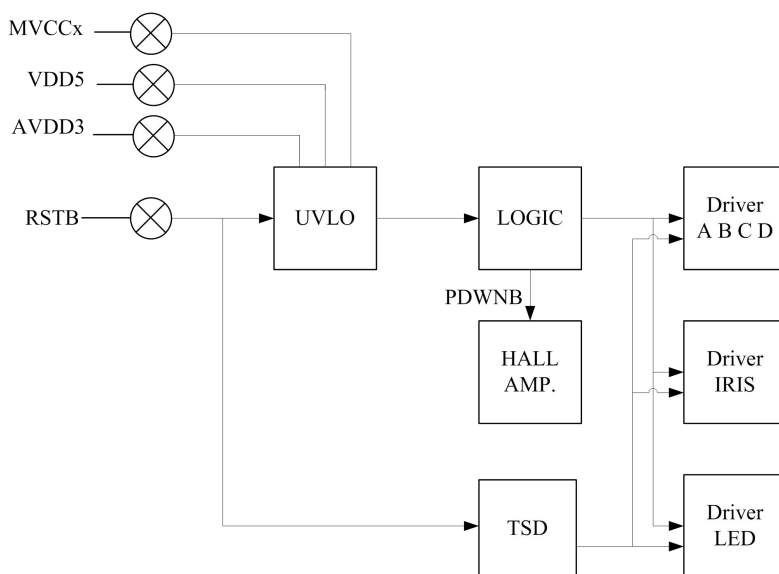 MVCCx
VDD5
AVDD3
RSTB
UVLO
LOGIC
Driver
A B C D
PDWNB
HALL
AMP.
Driver
IRIS
TSD
Driver
LED